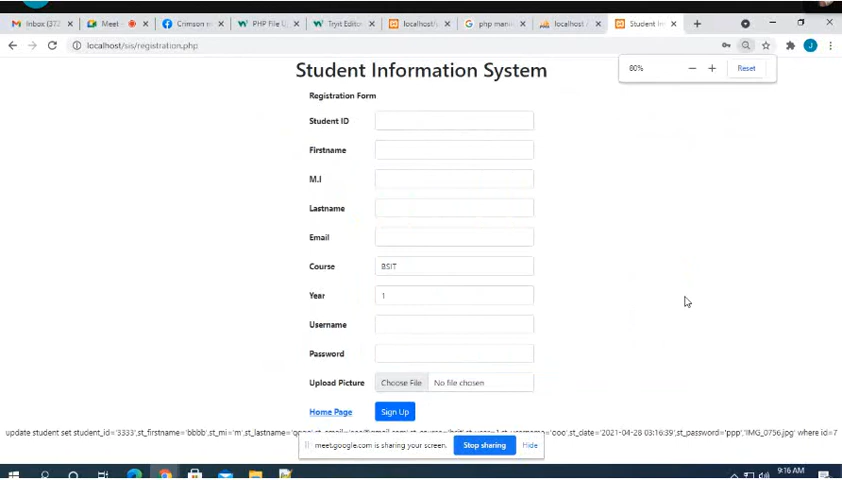 Inbox (372
Meet
Crimson
PHP File U
Tryit Editor
localhost/
php man
localhost
Student In
localhost/sis/registration.php
80%
Reset
Student Information System
Registration Form
Student ID
Firstname
M.I
Lastname
Email
Course BSIT
Year 1
Username
Password
Upload Picture Choose File No file chosen
Home Page Sign Up
update student set student_id='3333',st_firstname='bbbb',st_mi='m',st_lastname= st_date='2021-04-28 03:16:39',st_password='ppp','IMG_0756.jpg' where id=7
meet.google.com is sharing your screen. Stop sharing Hide
9:16 AM